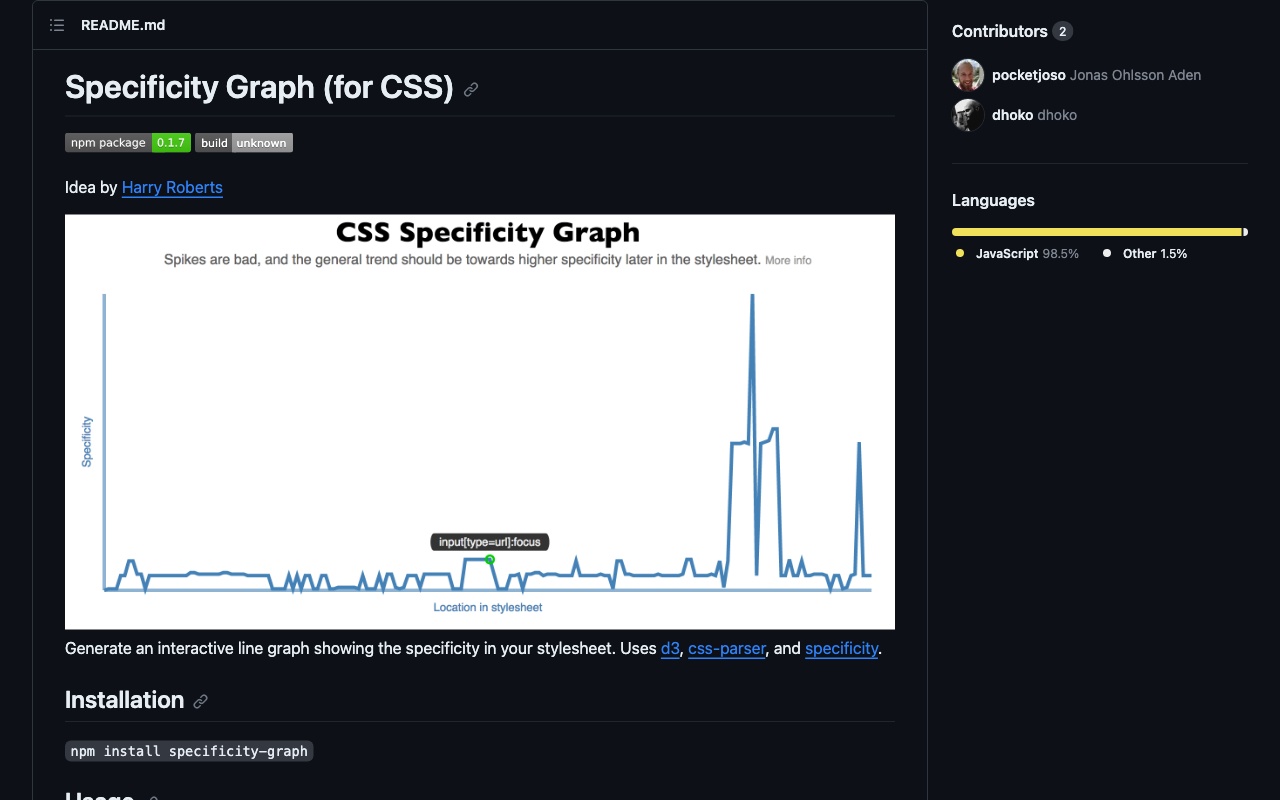 README.md
Specificity Graph (for CSS)
npm package 0.1.7 build unknown
Idea by Harry Roberts
CSS Specificity Graph
Spikes are bad, and the general trend should be towards higher specificity later in the stylesheet. More info
Specificity
input[type=url]:focus
Location in stylesheet
Generate an interactive line graph showing the specificity in your stylesheet. Uses d3, css-parser, and specificity.
Installation
npm install specificity-graph
Usage
Contributors 2
pocketjoso Jonas Ohlsson Aden
dhoko dhoko
Languages
JavaScript 98.5% Other 1.5%